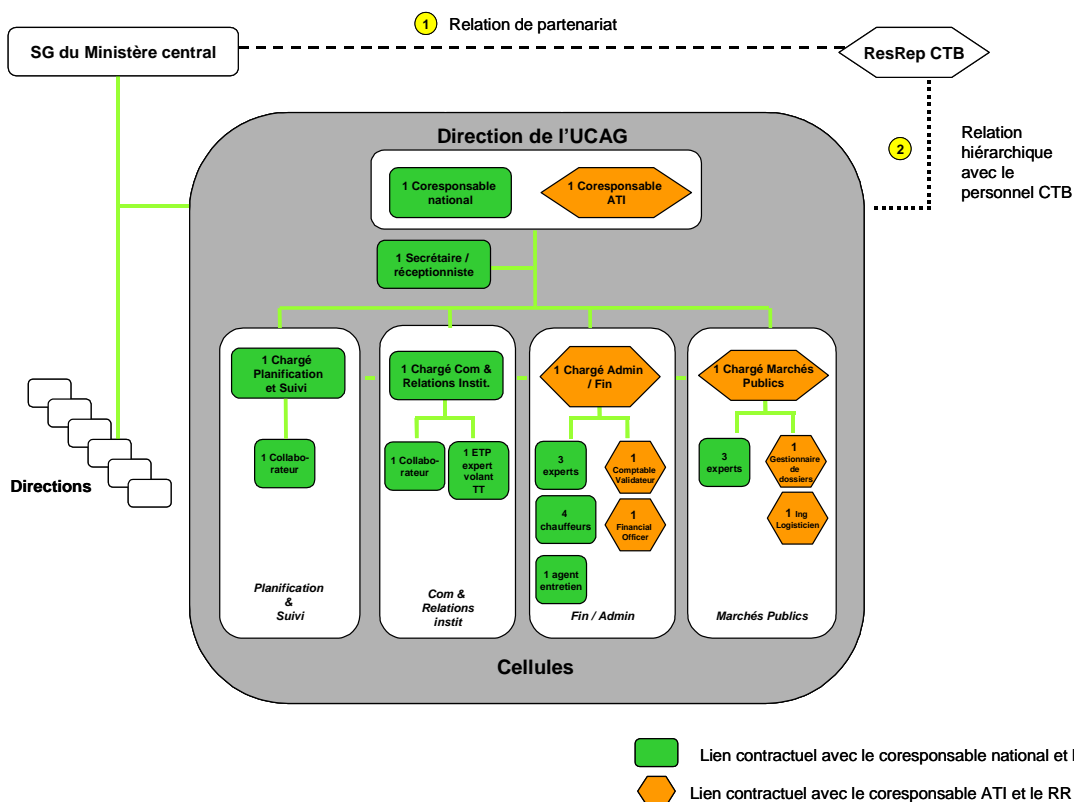 1 Relation de partenariat
SG du Ministère central
ResRep CTB
2
Relation
hiérarchique
avec le
personnel CTB
Direction de l'UCAG
1 Coresponsable
national
1 Coresponsable
ATI
1 Secrétaire /
réceptionniste
1 Chargé
Planification
et Suivi
1 Collabo-
rateur
Planification
&
Suivi
1 Chargé Com &
Relations Instit.
1 Collabo-
rateur
1 ETP
expert
volant
TT
Com &
Relations
instit
1 Chargé Admin
/ Fin
3
experts
1
Comptable
Validateur
4
chauffeurs
1
Financial
Officer
1 agent
entretien
Fin / Admin
1 Chargé Marchés
Publics
3
experts
1
Gestionnaire
de
dossiers
1 Ing
Logisticien
Marchés Publics
Directions
Cellules
Lien contractuel avec le coresponsable national et
Lien contractuel avec le coresponsable ATI et le RR